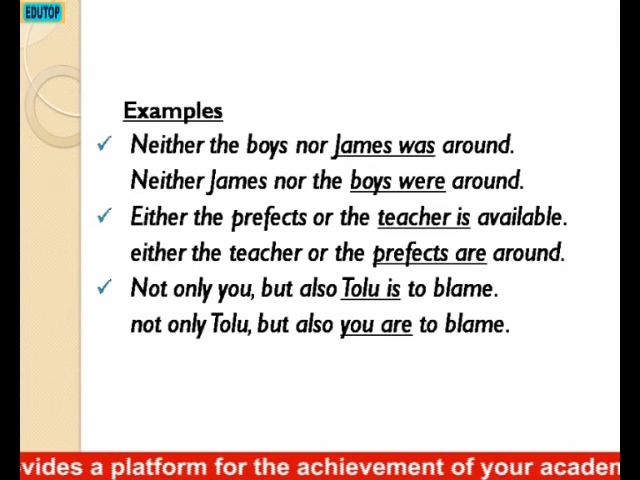 EDUTOP
Examples
✓ Neither the boys nor James was around.
Neither James nor the boys were around.
✓ Either the prefects or the teacher is available.
either the teacher or the prefects are around.
✓ Not only you, but also Tolu is to blame.
not only Tolu, but also you are to blame.
vides a platform for the achievement of your academ